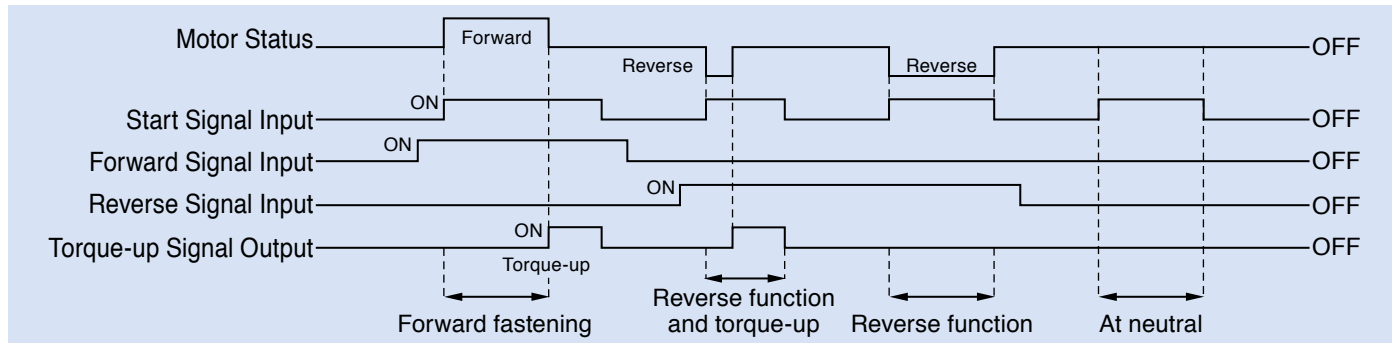 Motor Status
Forward
Reverse
Reverse
OFF
Start Signal Input
ON
OFF
Forward Signal Input
ON
OFF
Reverse Signal Input
ON
OFF
Torque-up Signal Output
ON
OFF
Torque-up
Forward fastening
Reverse function
and torque-up
Reverse function
At neutral